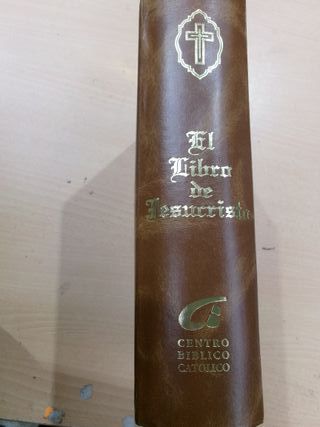 El
Libro
de
Jesucristo
CENTRO
BIBLICO
CATOLICO